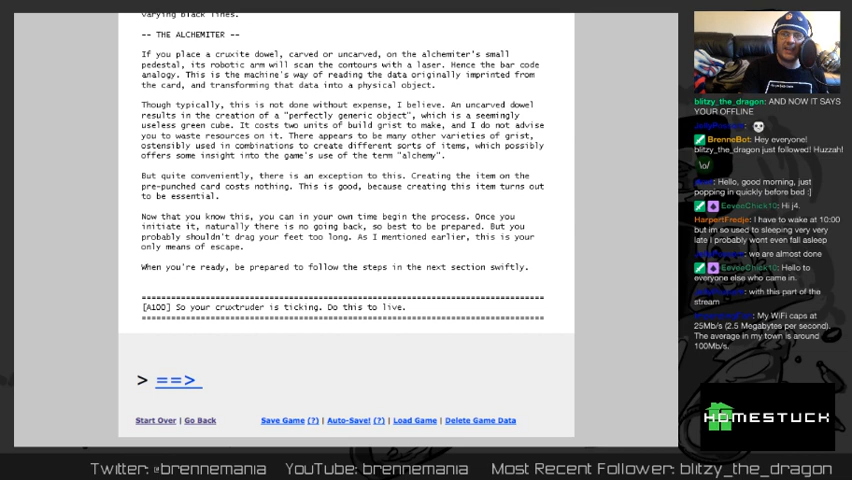 varying black lines.
-- THE ALCHEMITER --
If you place a cruxite dowel, carved or uncarved, on the alchemiter's small
pedestal, its robotic arm will scan the contours with a laser. Hence the bar code
analogy. This is the machine's way of reading the data originally imprinted from
the card, and transforming that data into a physical object.
Though typically, this is not done without expense, I believe. An uncarved dowel
results in the creation of a "perfectly generic object", which is a seemingly
useless green cube. It costs two units of build grist to make, and I do not advise
you to waste resources on it. There appears to be many other varieties of grist,
ostensibly used in combinations to create different sorts of items, which possibly
offers some insight into the game's use of the term "alchemy".
But quite conveniently, there is an exception to this. Creating the item on the
pre-punched card costs nothing. This is good, because creating this item turns out
to be essential.
Now that you know this, you can in your own time begin the process. Once you
initiate it, naturally there is no going back, so best to be prepared. But you
probably shouldn't drag your feet too long. As I mentioned earlier, this is your
only means of escape.
When you're ready, be prepared to follow the steps in the next section swiftly.
[A100] So your cruxtruder is ticking. Do this to live.
> ==>
Start Over | Go Back
Save Game (?) | Auto-Save! (?) | Load Game | Delete Game Data
blitzy_the_dragon: AND NOW IT SAYS
YOUR OFFLINE
BrenneBot: Hey everyone!
blitzy_the_dragon just followed! Huzzah!
\o/
Hello, good morning, just
popping in quickly before bed :]
EeveeChick10: Hi j4.
HarpertFredje: I have to wake at 10:00
but im so used to sleeping very very
late I probably wont even fall asleep
we are almost done
EeveeChick10: Hello to
everyone else who came in.
with this part of the
stream
My WiFi caps at
25Mb/s (2.5 Megabytes per second).
The average in my town is around
100Mb/s.
HOMESTUCK
Twitter: @brennemania YouTube: brennemania Most Recent Follower: blitzy_the_dragon